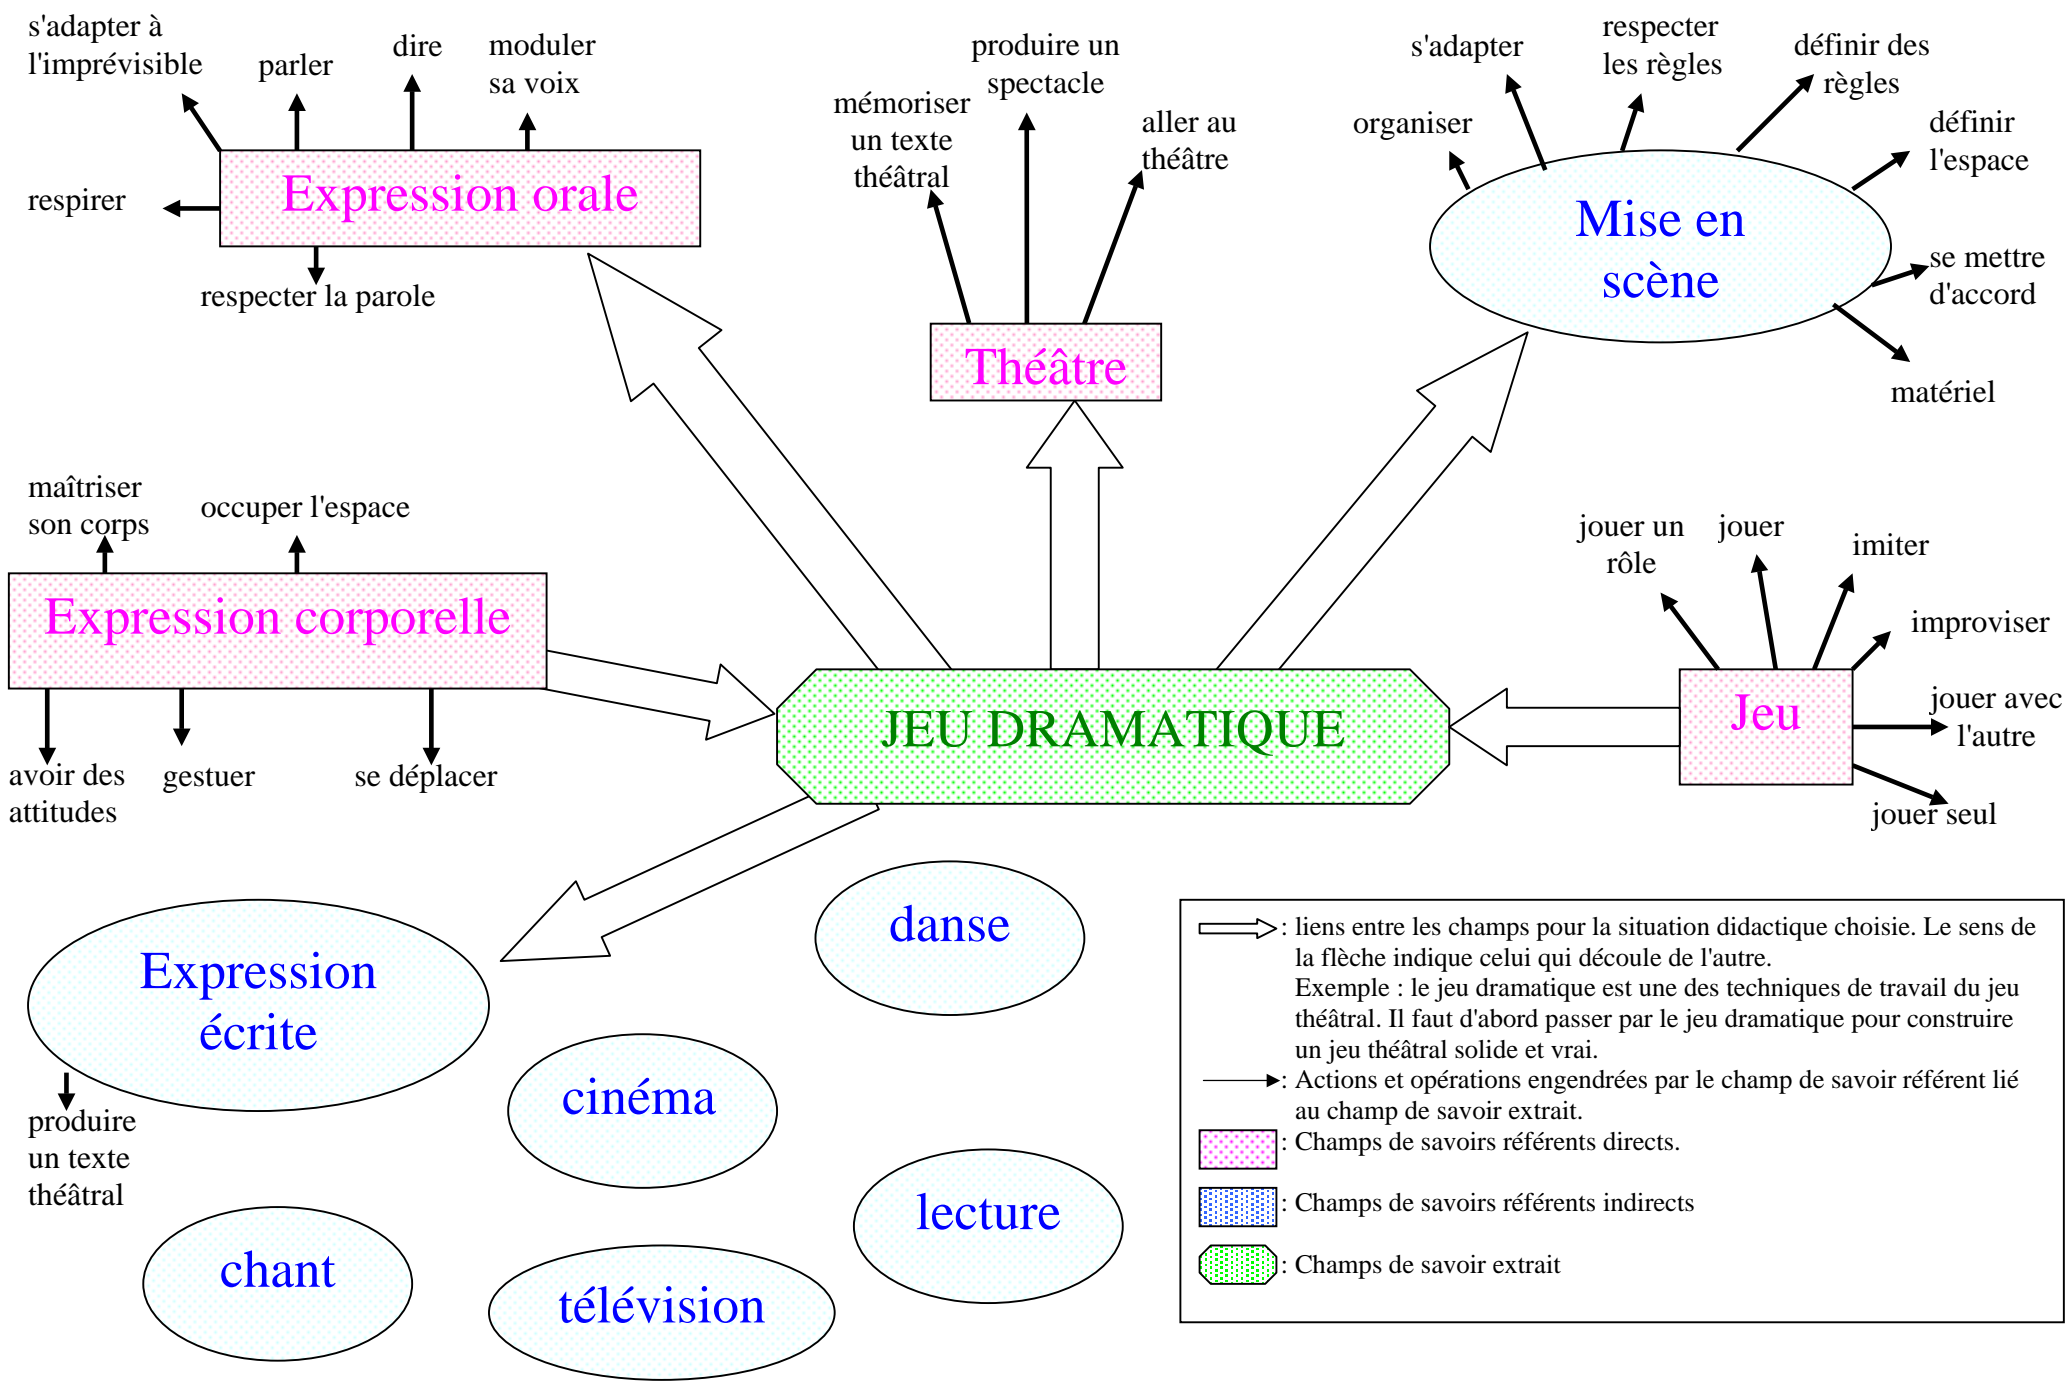 s'adapter à
l'imprévisible
parler
dire
moduler
sa voix
respirer
Expression orale
respecter la parole
mémoriser
un texte
théâtral
produire un
spectacle
aller au
théâtre
Théâtre
organiser
s'adapter
respecter
les règles
définir des
règles
définir
l'espace
Mise en
scène
se mettre
d'accord
matériel
maîtriser
son corps
occuper l'espace
Expression corporelle
avoir des
attitudes
gestuer
se déplacer
JEU DRAMATIQUE
jouer un
rôle
jouer
imiter
improviser
Jeu
jouer avec
l'autre
jouer seul
Expression
écrite
produire
un texte
théâtral
danse
cinéma
lecture
chant
télévision
: liens entre les champs pour la situation didactique choisie. Le sens de
la flèche indique celui qui découle de l'autre.
Exemple : le jeu dramatique est une des techniques de travail du jeu
théâtral. Il faut d'abord passer par le jeu dramatique pour construire
un jeu théâtral solide et vrai.
: Actions et opérations engendrées par le champ de savoir référent lié
au champ de savoir extrait.
: Champs de savoirs référents directs.
: Champs de savoirs référents indirects
: Champs de savoir extrait